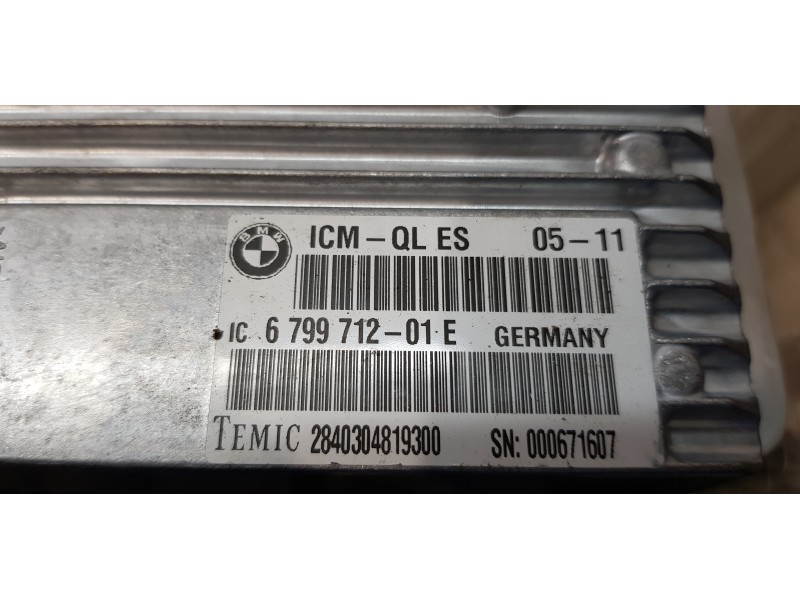 BMW
ICM-QL ES 05-11
IC 6 799 712-01 E GERMANY
TEMIC 2840304819300 SN: 000671607